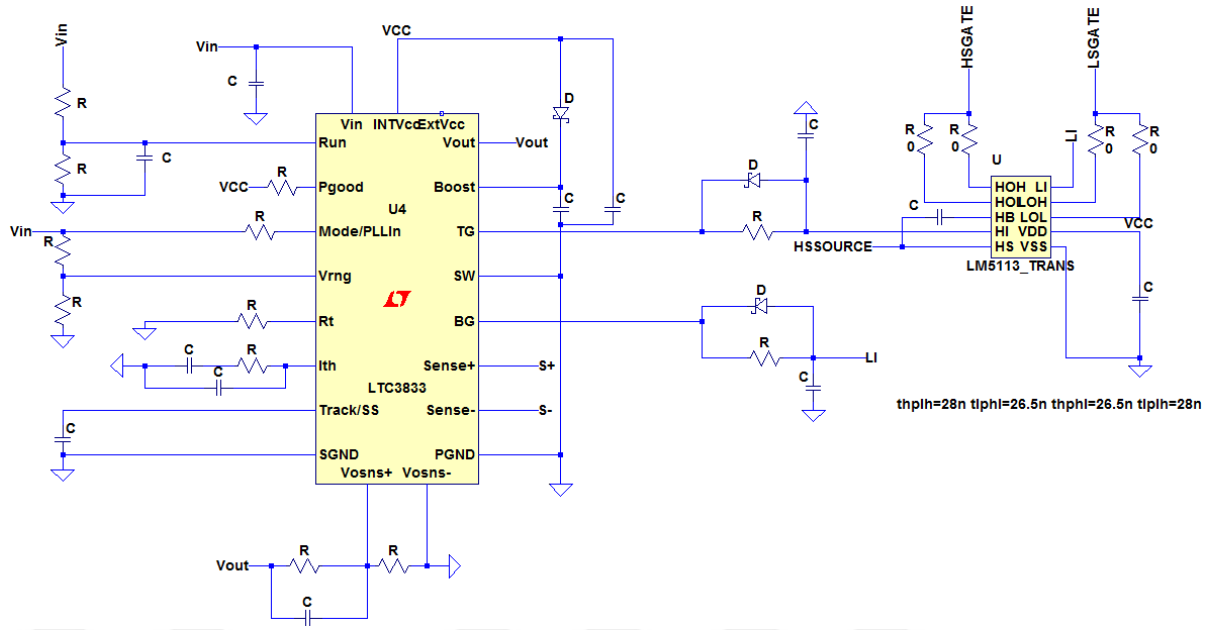 Vin
Vin
VCC
HSGATE
LSGATE
C
D
R
Vin INTVcc ExtVcc
C
R
R
R
R
LI
Run
Vout
Vout
0
0
0
0
R
C
D
U
VCC
R
Pgood
Boost
HOH LI
U4
C
C
HOL LOH
R
C
HB LOL
Vin
Mode/PLLIn
TG
R
HI VDD
VCC
R
HSSOURCE
HS VSS
Vrng
SW
LM5113_TRANS
R
D
C
R
Rt
BG
C
R
R
LI
Ith
Sense+
S+
C
C
LTC3833
Track/SS
Sense-
S-
thplh=28n tlphl=26.5n thphl=26.5n tlplh=28n
C
SGND
PGND
Vosns+ Vosns-
R
R
Vout
C